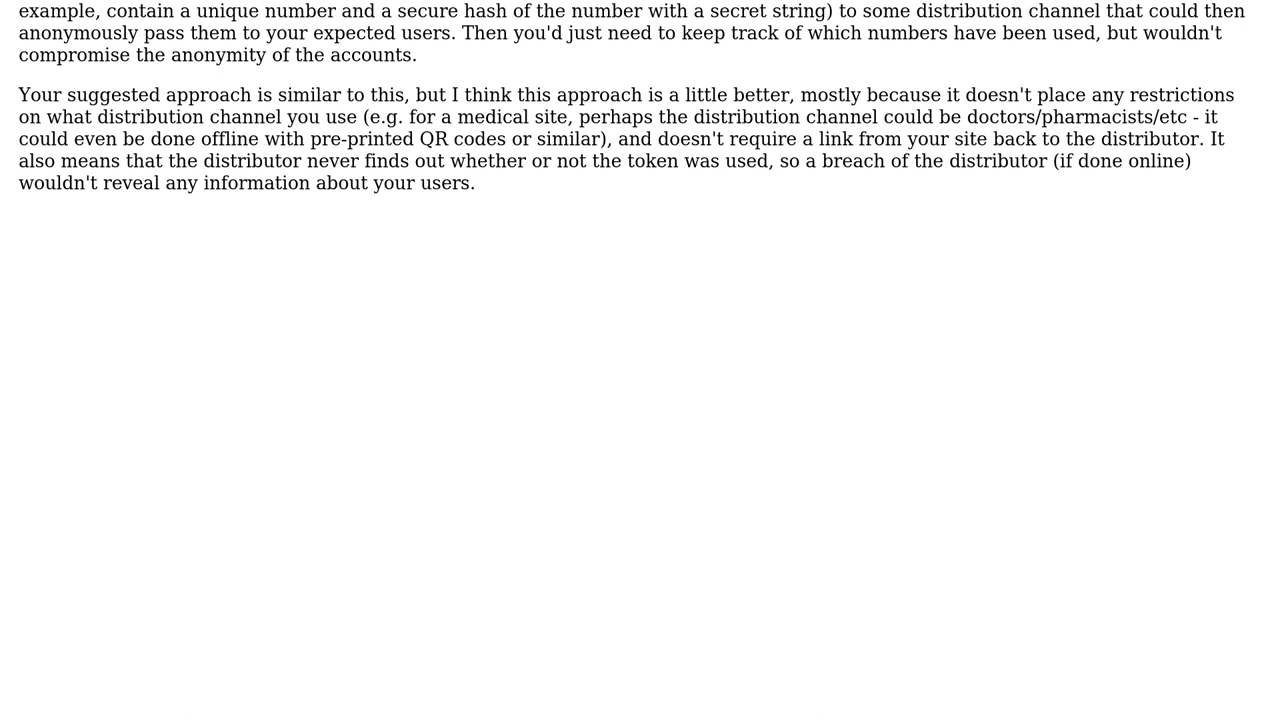 example, contain a unique number and a secure hash of the number with a secret string) to some distribution channel that could then
anonymously pass them to your expected users. Then you'd just need to keep track of which numbers have been used, but wouldn't
compromise the anonymity of the accounts.
Your suggested approach is similar to this, but I think this approach is a little better, mostly because it doesn't place any restrictions
on what distribution channel you use (e.g. for a medical site, perhaps the distribution channel could be doctors/pharmacists/etc - it
could even be done offline with pre-printed QR codes or similar), and doesn't require a link from your site back to the distributor. It
also means that the distributor never finds out whether or not the token was used, so a breach of the distributor (if done online)
wouldn't reveal any information about your users.